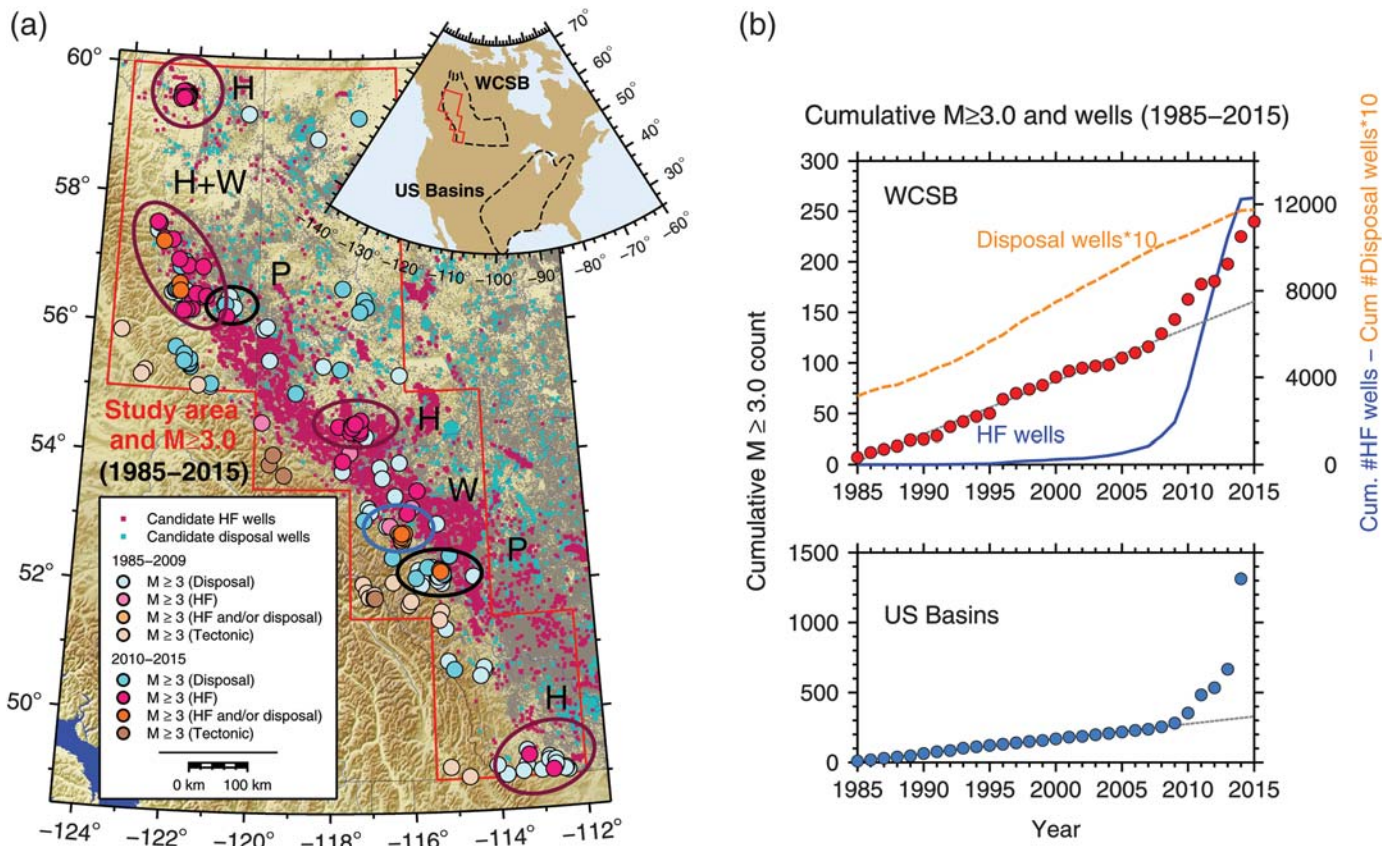 (a)
60°
58°
56°
54°
52°
50°
−124°
−122°
−120°
−118°
−116°
−114°
−112°
H
H+W
P
H
W
P
H
Study area
and M≥3.0
(1985–2015)
WCSB
US Basins
70°
60°
50°
40°
30°
−140°
−130°
−120°
−110°
−100°
−90°
−80°
−70°
−60°
Candidate HF wells
Candidate disposal wells
1985–2009
M ≥ 3 (Disposal)
M ≥ 3 (HF)
M ≥ 3 (HF and/or disposal)
M ≥ 3 (Tectonic)
2010–2015
M ≥ 3 (Disposal)
M ≥ 3 (HF)
M ≥ 3 (HF and/or disposal)
M ≥ 3 (Tectonic)
0 km 100 km
(b)
Cumulative M≥3.0 and wells (1985–2015)
Cumulative M ≥ 3.0 count
300
250
200
150
100
50
0
WCSB
Disposal wells*10
HF wells
12000
8000
4000
0
Cum. #HF wells – Cum #Disposal wells*10
1985 1990 1995 2000 2005 2010 2015
1500
1000
500
0
US Basins
1985 1990 1995 2000 2005 2010 2015
Year